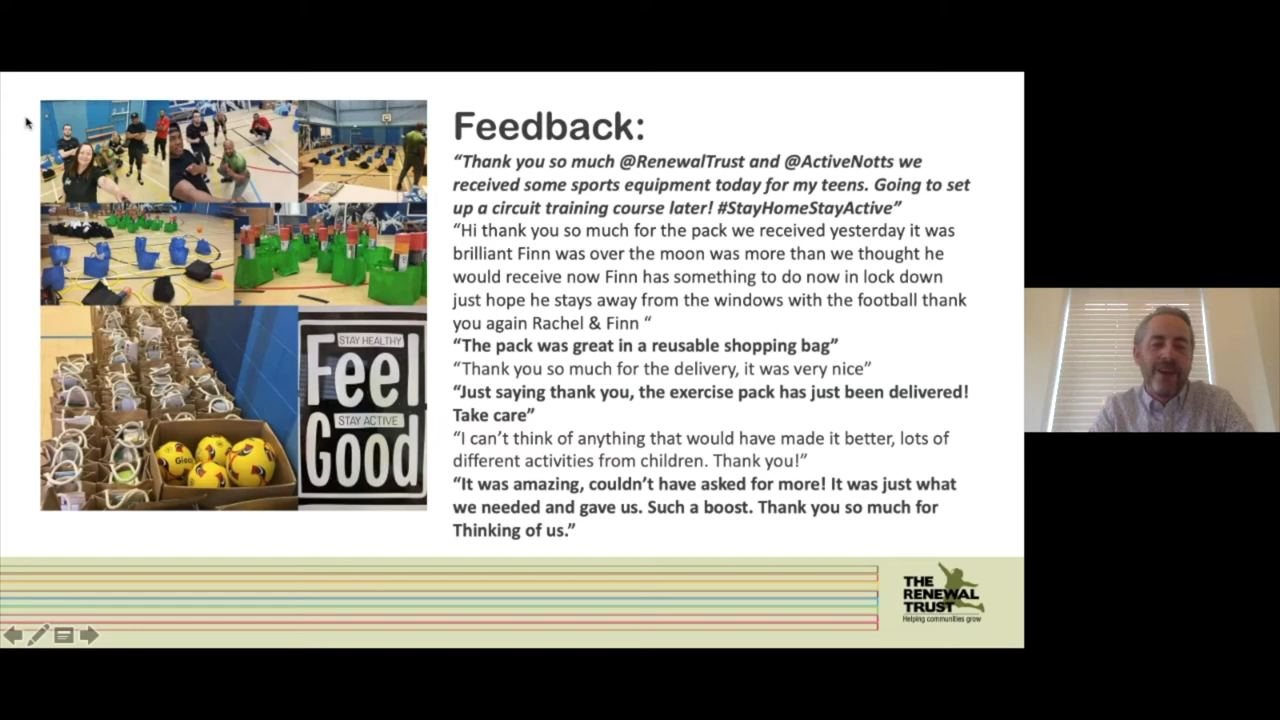 Feedback:
“Thank you so much @RenewalTrust and @ActiveNotts we
received some sports equipment today for my teens. Going to set
up a circuit training course later! #StayHomeStayActive”
“Hi thank you so much for the pack we received yesterday it was
brilliant Finn was over the moon was more than we thought he
would receive now Finn has something to do now in lock down
just hope he stays away from the windows with the football thank
you again Rachel & Finn “
“The pack was great in a reusable shopping bag”
“Thank you so much for the delivery, it was very nice”
“Just saying thank you, the exercise pack has just been delivered!
Take care”
“I can’t think of anything that would have made it better, lots of
different activities from children. Thank you!”
“It was amazing, couldn’t have asked for more! It was just what
we needed and gave us. Such a boost. Thank you so much for
Thinking of us.”
STAY HEALTHY
Feel
STAY ACTIVE
Good
THE
RENEWAL
TRUST
Helping communities grow